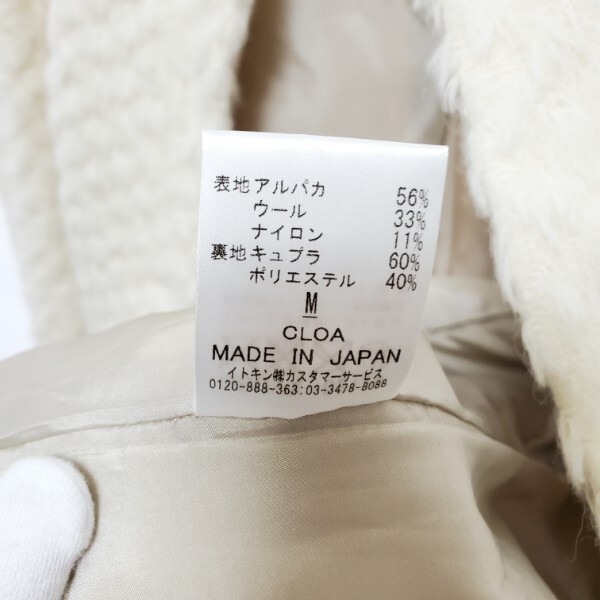 表地アルパカ 56%
ウール 33%
ナイロン 11%
裏地キュプラ 60%
ポリエステル 40%
M
CLOA
MADE IN JAPAN
イトキン㈱カスタマーサービス
0120-888-363:03-3478-8088